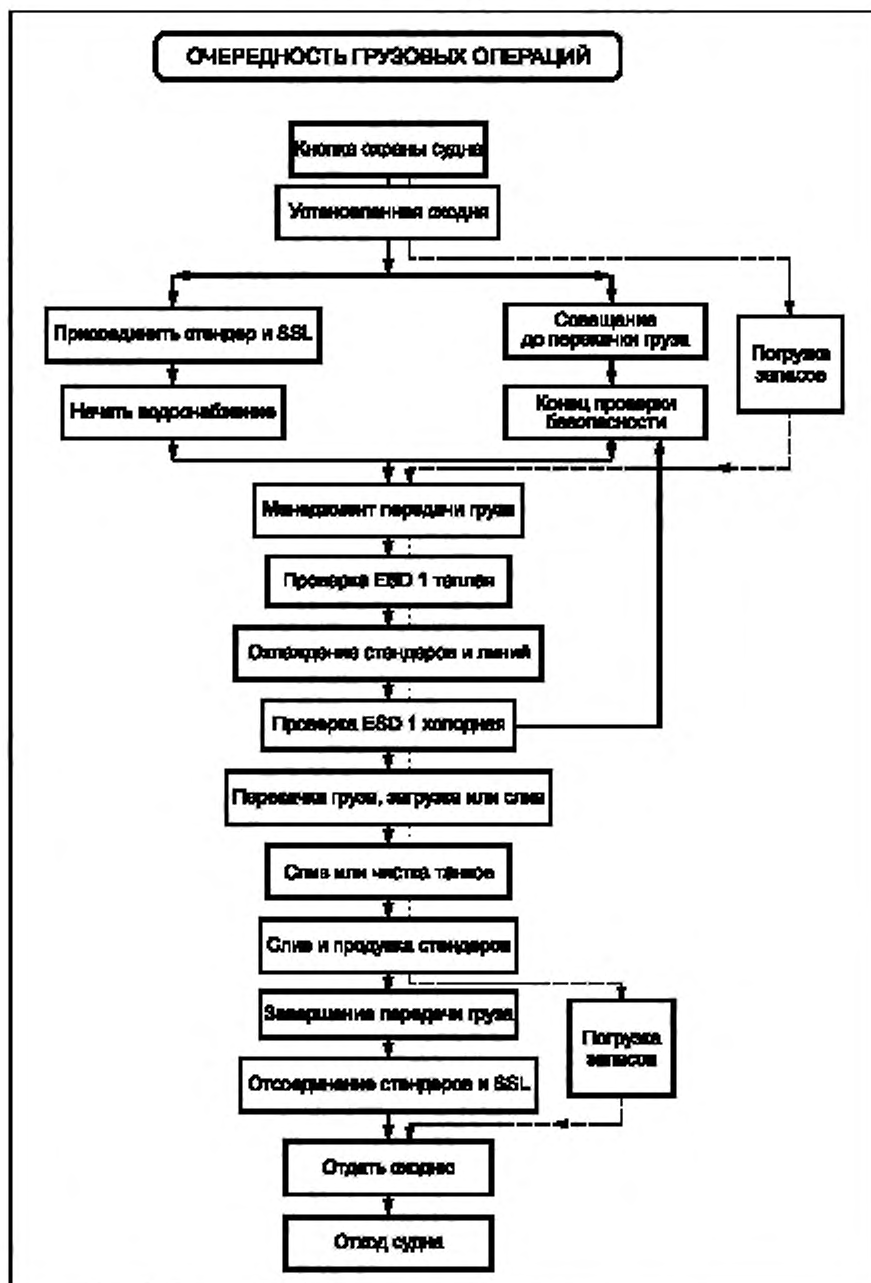 ОЧЕРЕДНОСТЬ ГРУЗОВЫХ ОПЕРАЦИЙ
Кнопка охраны судна
Установленная сходня
Присоединить стендер и SSL
Совещание
до перекачки груза
Погрузка
запасов
Начать водоснабжение
Конец проверки
безопасности
Менеджмент передачи груза
Проверка ESD 1 теплая
Охлаждение стендеров и линий
Проверка ESD 1 холодная
Перекачка груза, загрузка или слив
Слив или чистка танков
Слив и продувка стендеров
Завершение передачи груза
Погрузка
запасов
Отсоединение стендеров и SSL
Отдать сходню
Отход судна